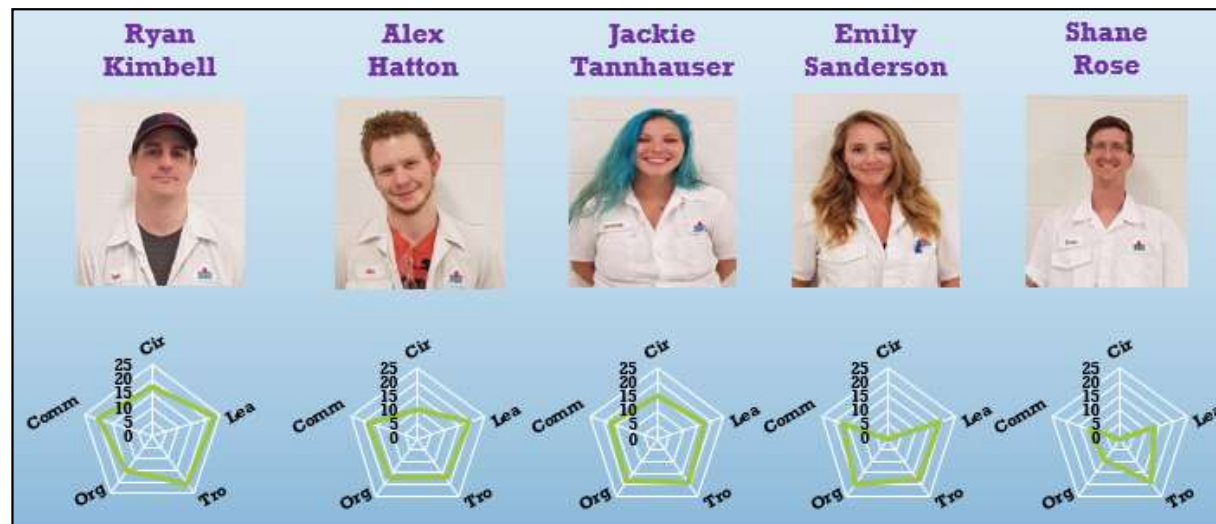 Ryan
Kimbell
Alex
Hatton
Jackie
Tannhauser
Emily
Sanderson
Shane
Rose
Cir
25
20
15
10
5
0
Comm
Lea
Org
Tro
Cir
25
20
15
10
5
0
Comm
Lea
Org
Tro
Cir
25
20
15
10
5
0
Comm
Lea
Org
Tro
Cir
25
20
15
10
5
0
Comm
Lea
Org
Tro
Cir
25
20
15
10
5
0
Comm
Lea
Org
Tro